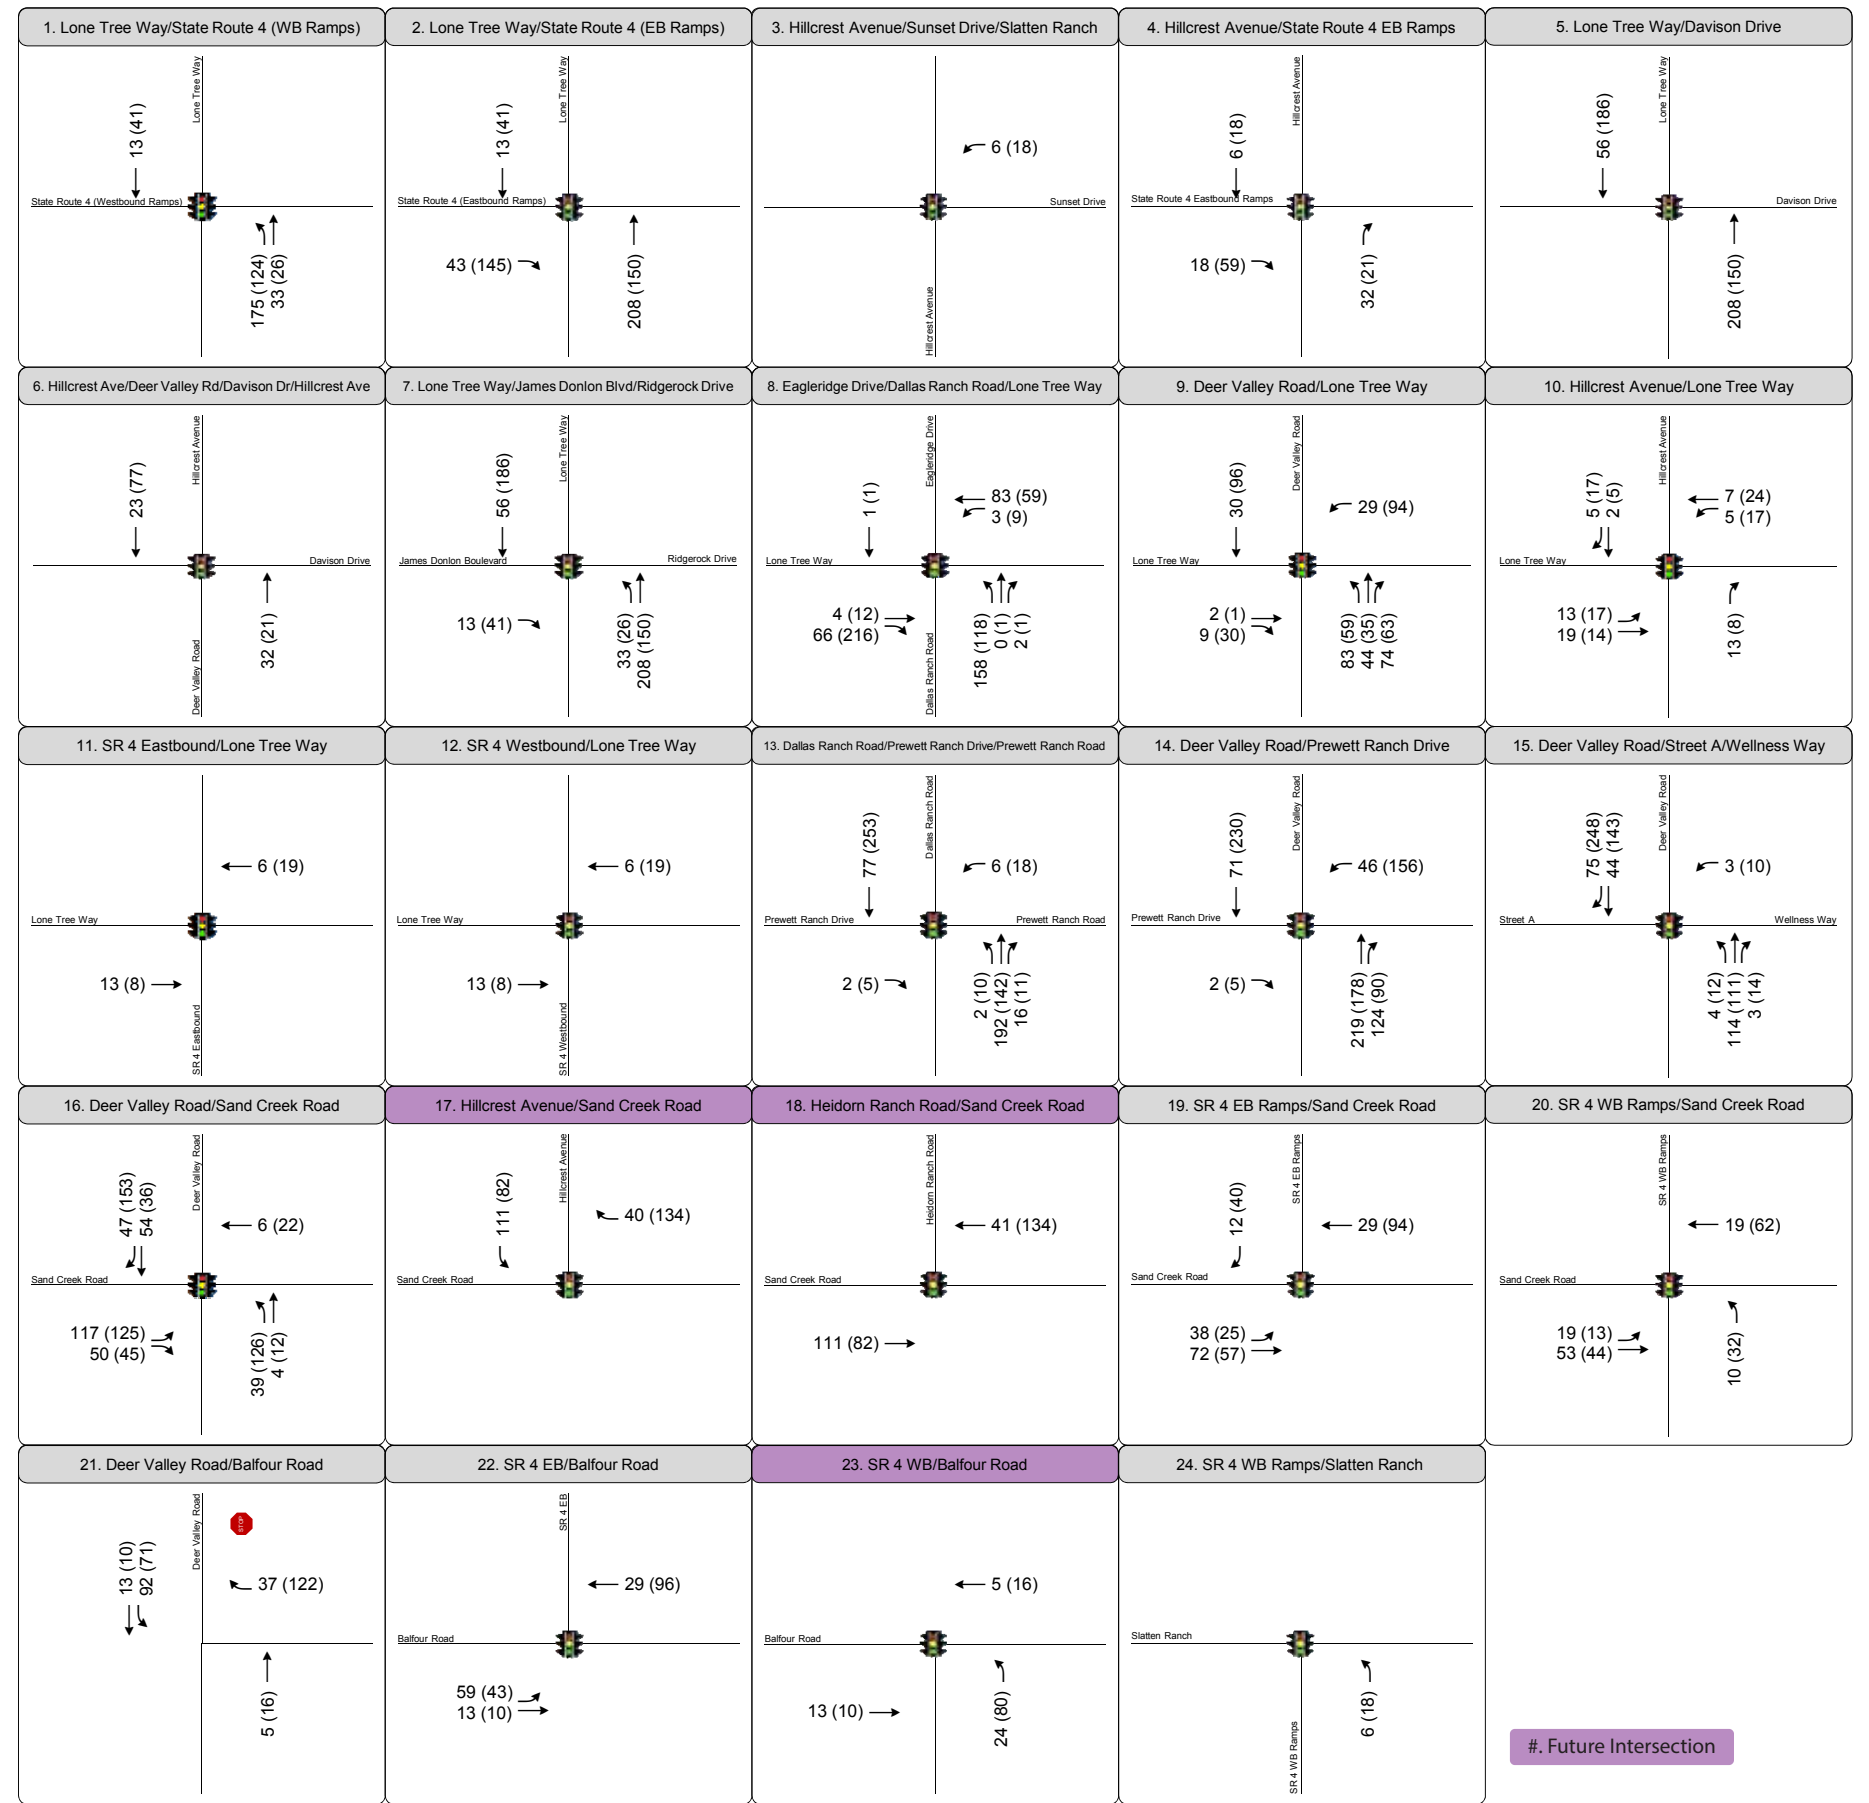 1. Lone Tree Way/State Route 4 (WB Ramps)
Lone Tree Way
13 (41)
State Route 4 (Westbound Ramps)
175 (124)
33 (26)
2. Lone Tree Way/State Route 4 (EB Ramps)
Lone Tree Way
13 (41)
State Route 4 (Eastbound Ramps)
43 (145)
208 (150)
3. Hillcrest Avenue/Sunset Drive/Slatten Ranch
6 (18)
Sunset Drive
Hillcrest Avenue
4. Hillcrest Avenue/State Route 4 EB Ramps
Hillcrest Avenue
6 (18)
State Route 4 Eastbound Ramps
18 (59)
32 (21)
5. Lone Tree Way/Davison Drive
Lone Tree Way
56 (186)
Davison Drive
208 (150)
6. Hillcrest Ave/Deer Valley Rd/Davison Dr/Hillcrest Ave
Hillcrest Avenue
23 (77)
Davison Drive
32 (21)
Deer Valley Road
7. Lone Tree Way/James Donlon Blvd/Ridgerock Drive
Lone Tree Way
56 (186)
James Donlon Boulevard
Ridgerock Drive
13 (41)
33 (26)
208 (150)
8. Eagleridge Drive/Dallas Ranch Road/Lone Tree Way
Eagleridge Drive
1 (1)
83 (59)
3 (9)
Lone Tree Way
4 (12)
66 (216)
Dallas Ranch Road
158 (118)
0 (1)
2 (1)
9. Deer Valley Road/Lone Tree Way
Deer Valley Road
30 (96)
29 (94)
Lone Tree Way
2 (1)
9 (30)
83 (59)
44 (35)
74 (63)
10. Hillcrest Avenue/Lone Tree Way
Hillcrest Avenue
5 (17)
2 (5)
7 (24)
5 (17)
Lone Tree Way
13 (17)
19 (14)
13 (8)
11. SR 4 Eastbound/Lone Tree Way
6 (19)
Lone Tree Way
13 (8)
SR 4 Eastbound
12. SR 4 Westbound/Lone Tree Way
6 (19)
Lone Tree Way
13 (8)
SR 4 Westbound
13. Dallas Ranch Road/Prewett Ranch Drive/Prewett Ranch Road
Dallas Ranch Road
77 (253)
6 (18)
Prewett Ranch Drive
Prewett Ranch Road
2 (5)
2 (10)
192 (142)
16 (11)
14. Deer Valley Road/Prewett Ranch Drive
Deer Valley Road
71 (230)
46 (156)
Prewett Ranch Drive
2 (5)
219 (178)
124 (90)
15. Deer Valley Road/Street A/Wellness Way
Deer Valley Road
75 (248)
44 (143)
3 (10)
Street A
Wellness Way
4 (12)
114 (111)
3 (14)
16. Deer Valley Road/Sand Creek Road
Deer Valley Road
47 (153)
54 (36)
6 (22)
Sand Creek Road
117 (125)
50 (45)
39 (126)
4 (12)
17. Hillcrest Avenue/Sand Creek Road
Hillcrest Avenue
111 (82)
40 (134)
Sand Creek Road
18. Heidorn Ranch Road/Sand Creek Road
Heidorn Ranch Road
41 (134)
Sand Creek Road
111 (82)
19. SR 4 EB Ramps/Sand Creek Road
SR 4 EB Ramps
12 (40)
29 (94)
Sand Creek Road
38 (25)
72 (57)
20. SR 4 WB Ramps/Sand Creek Road
SR 4 WB Ramps
19 (62)
Sand Creek Road
19 (13)
53 (44)
10 (32)
21. Deer Valley Road/Balfour Road
Deer Valley Road
STOP
13 (10)
92 (71)
37 (122)
5 (16)
22. SR 4 EB/Balfour Road
SR 4 EB
29 (96)
Balfour Road
59 (43)
13 (10)
23. SR 4 WB/Balfour Road
5 (16)
Balfour Road
13 (10)
24 (80)
24. SR 4 WB Ramps/Slatten Ranch
Slatten Ranch
6 (18)
SR 4 WB Ramps
#. Future Intersection